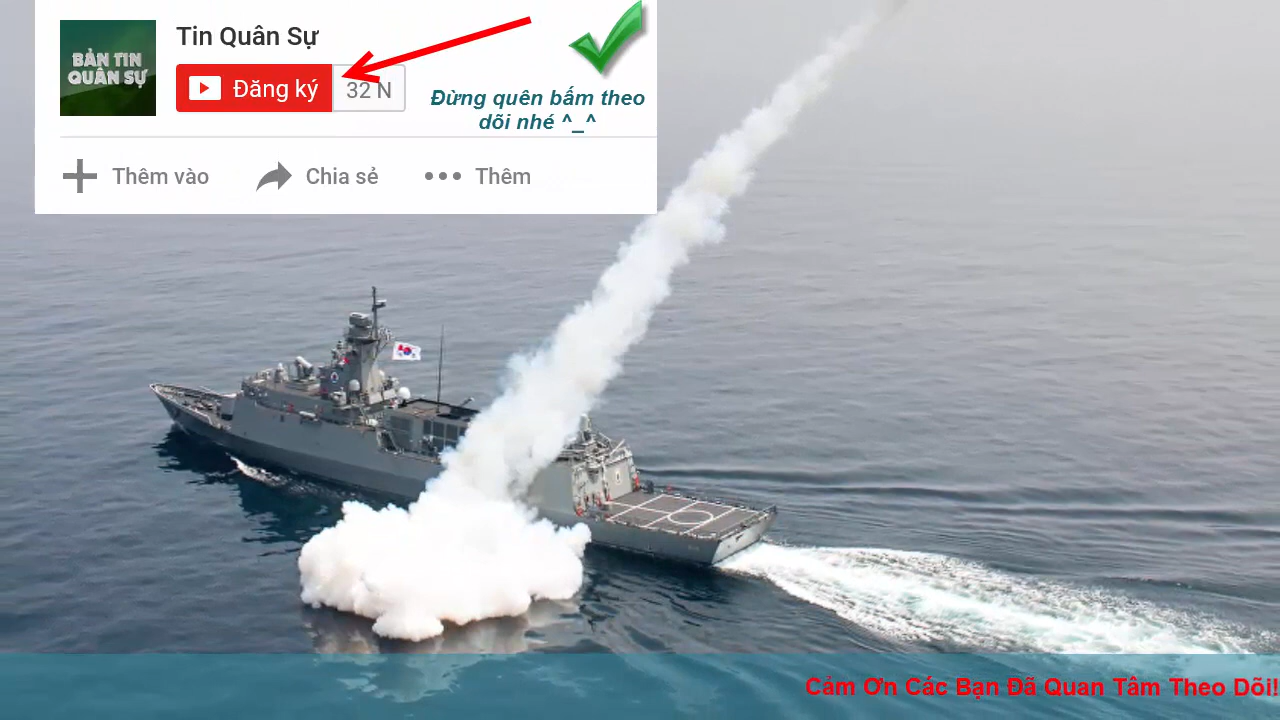 BẢN TIN
QUÂN SỰ
Tin Quân Sự
Đăng ký
32 N
Đừng quên bấm theo
dõi nhé ^_^
Thêm vào
Chia sẻ
Thêm
Cảm Ơn Các Bạn Đã Quan Tâm Theo Dõi!